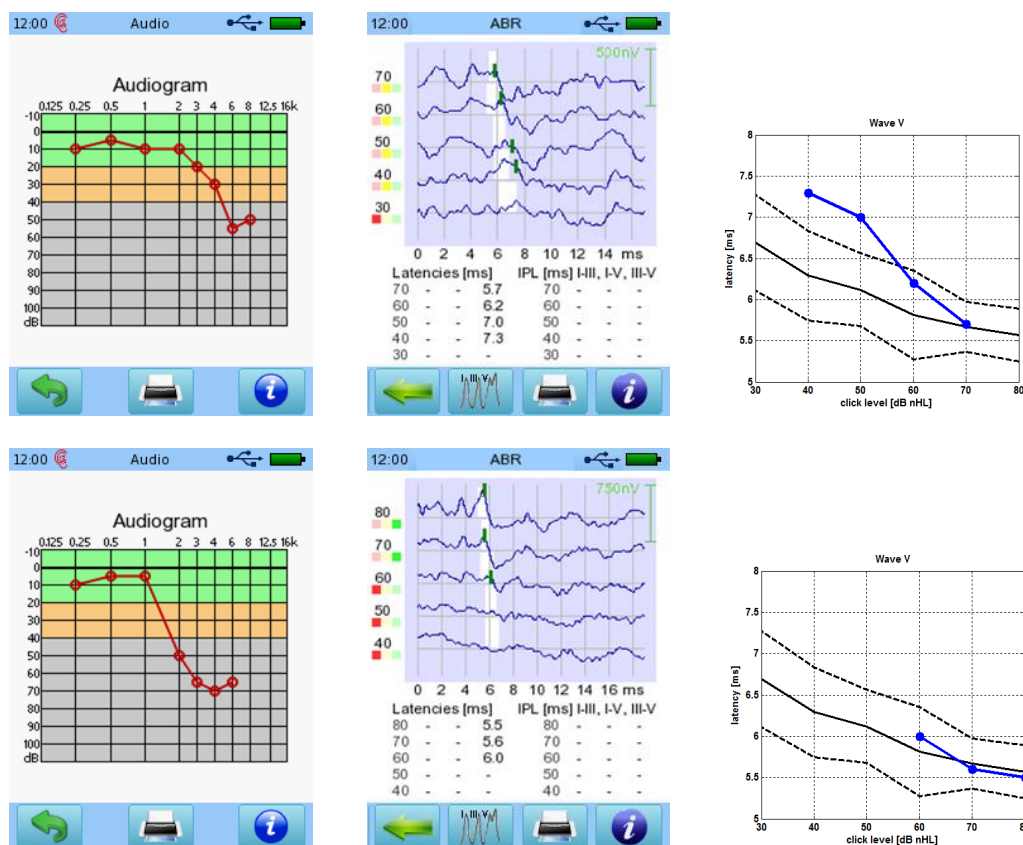 12:00 Audio
Audiogram
0.125 0.25 0.5 1 2 3 4 6 8 12.5 16k
-10
0
10
20
30
40
50
60
70
80
90
100
dB
12:00 ABR
500nV
70
60
50
40
30
0 2 4 6 8 10 12 14 ms
Latencies [ms] IPL [ms] I-III, I-V, III-V
70 - - 5.7 70 - - -
60 - - 6.2 60 - - -
50 - - 7.0 50 - - -
40 - - 7.3 40 - - -
30 - - - 30 - - -
I III V
Wave V
latency [ms]
8
7.5
7
6.5
6
5.5
5
30 40 50 60 70 80
click level [dB nHL]
12:00 Audio
Audiogram
0.125 0.25 0.5 1 2 3 4 6 8 12.5 16k
-10
0
10
20
30
40
50
60
70
80
90
100
dB
12:00 ABR
750nV
80
70
60
50
40
0 2 4 6 8 10 12 14 16 ms
Latencies [ms] IPL [ms] I-III, I-V, III-V
80 - - 5.5 80 - - -
70 - - 5.6 70 - - -
60 - - 6.0 60 - - -
50 - - - 50 - - -
40 - - - 40 - - -
I III V
Wave V
latency [ms]
8
7.5
7
6.5
6
5.5
5
30 40 50 60 70 80
click level [dB nHL]